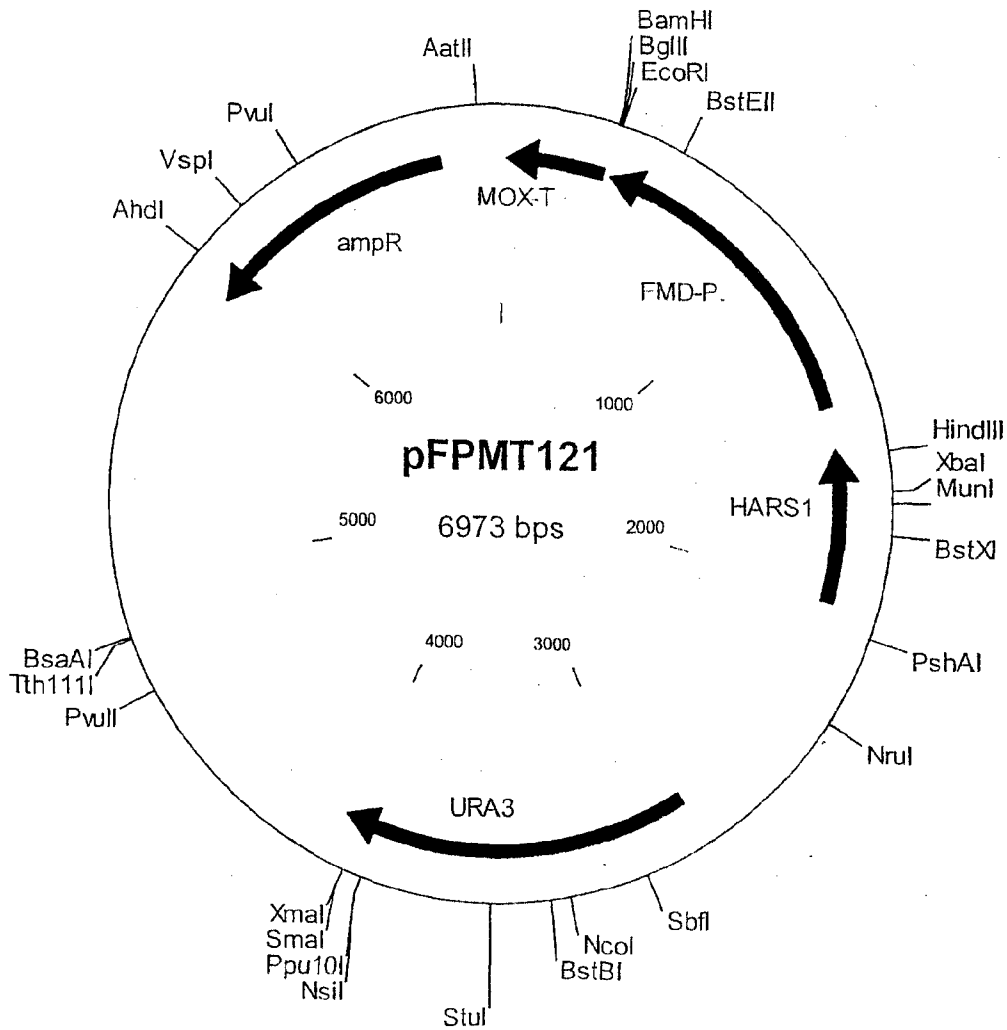 BamHI
BglII
EcoRI
AatII
BstEII
PvuI
VspI
AhdI
MOX-T
ampR
FMD-P.
6000
1000
HindIII
XbaI
MunI
pFPMT121
HARS1
5000
6973 bps
2000
BstXI
4000
3000
BsaAI
Tth111I
PvuII
PshAI
NruI
URA3
XmaI
SmaI
Ppu10I
NsiI
SbfI
NcoI
BstBI
StuI